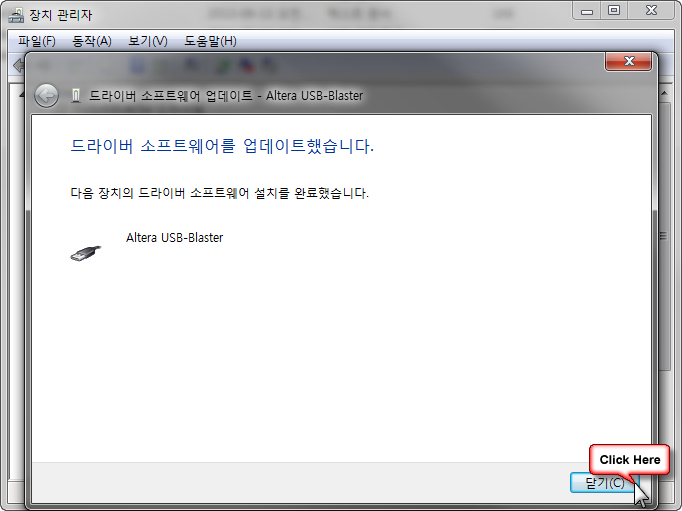 장치 관리자
파일(F) 동작(A) 보기(V) 도움말(H)
드라이버 소프트웨어 업데이트 - Altera USB-Blaster
드라이버 소프트웨어를 업데이트했습니다.
다음 장치의 드라이버 소프트웨어 설치를 완료했습니다.
Altera USB-Blaster
Click Here
닫기(C)